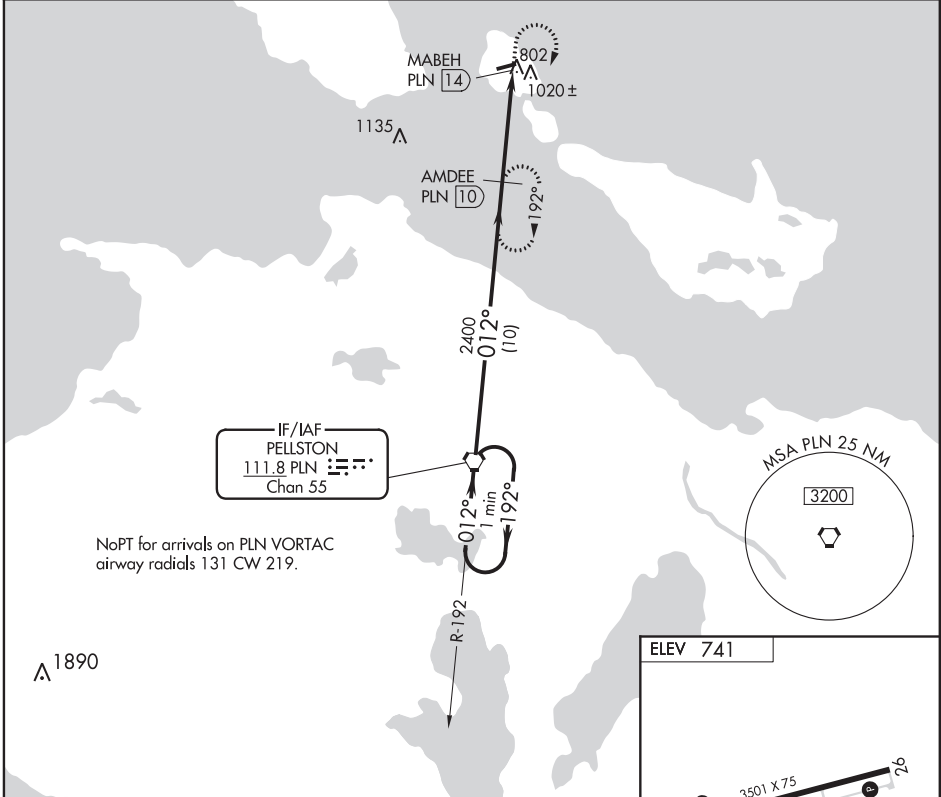 802
MABEH
PLN 14
1020 ±
1135
AMDEE
PLN 10
192°
2400
012°
(10)
IF/IAF
PELLSTON
111.8 PLN
Chan 55
MSA PLN 25 NM
3200
012°
1 min
192°
NoPT for arrivals on PLN VORTAC
airway radials 131 CW 219.
R-192
1890
ELEV 741
3501 X 75
26
P